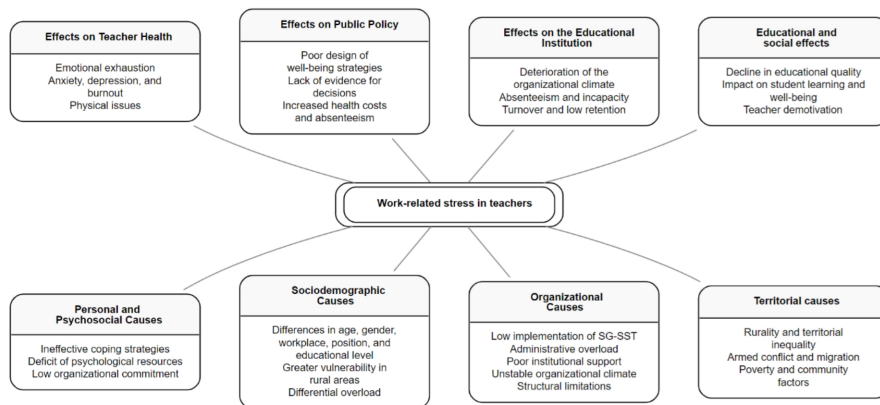 Effects on Teacher Health
Emotional exhaustion
Anxiety, depression, and
burnout
Physical issues
Effects on Public Policy
Poor design of
well-being strategies
Lack of evidence for
decisions
Increased health costs
and absenteeism
Effects on the Educational
Institution
Deterioration of the
organizational climate
Absenteeism and incapacity
Turnover and low retention
Educational and
social effects
Decline in educational quality
Impact on student learning and
well-being
Teacher demotivation
Work-related stress in teachers
Personal and
Psychosocial Causes
Ineffective coping strategies
Deficit of psychological resources
Low organizational commitment
Sociodemographic
Causes
Differences in age, gender,
workplace, position, and
educational level
Greater vulnerability in
rural areas
Differential overload
Organizational
Causes
Low implementation of SG-SST
Administrative overload
Poor institutional support
Unstable organizational climate
Structural limitations
Territorial causes
Rurality and territorial
inequality
Armed conflict and migration
Poverty and community
factors